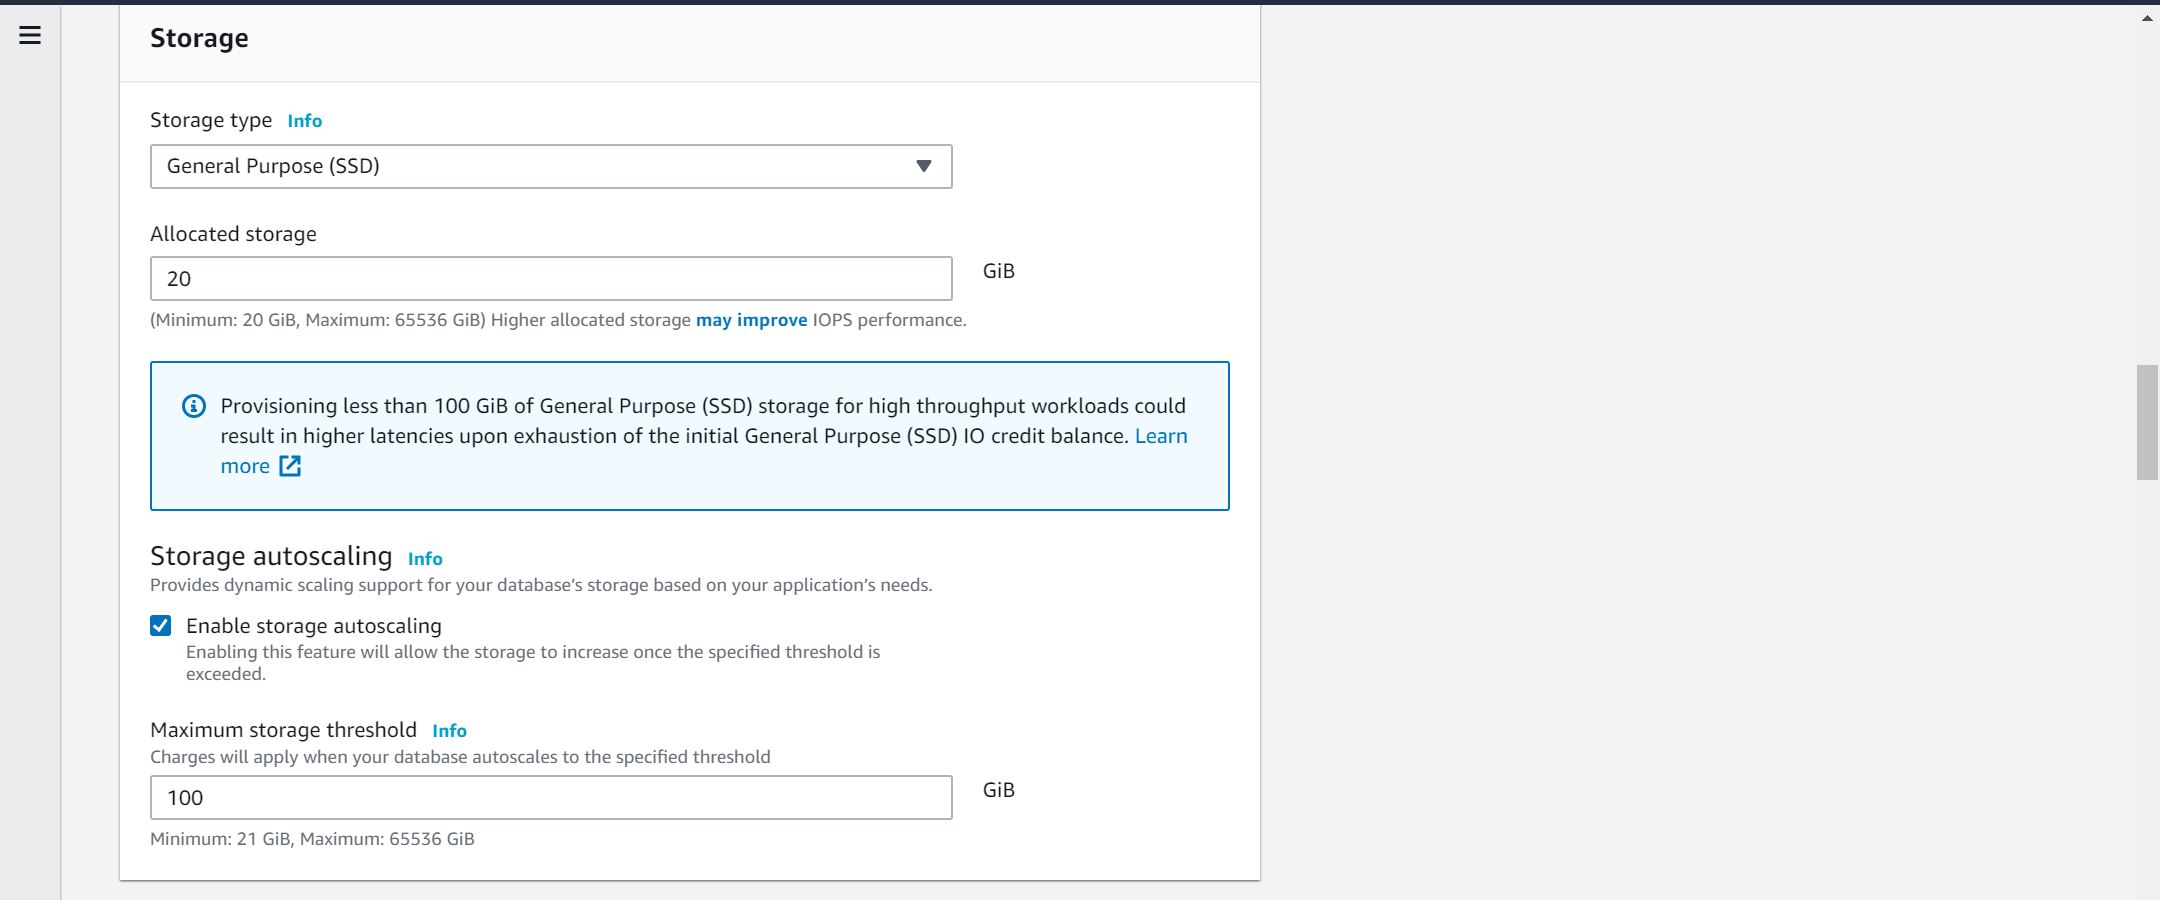 Storage
Storage type Info
General Purpose (SSD)
Allocated storage
20 GiB
(Minimum: 20 GiB, Maximum: 65536 GiB) Higher allocated storage may improve IOPS performance.
Provisioning less than 100 GiB of General Purpose (SSD) storage for high throughput workloads could
result in higher latencies upon exhaustion of the initial General Purpose (SSD) IO credit balance. Learn
more
Storage autoscaling Info
Provides dynamic scaling support for your database's storage based on your application's needs.
Enable storage autoscaling
Enabling this feature will allow the storage to increase once the specified threshold is
exceeded.
Maximum storage threshold Info
Charges will apply when your database autoscales to the specified threshold
100 GiB
Minimum: 21 GiB, Maximum: 65536 GiB